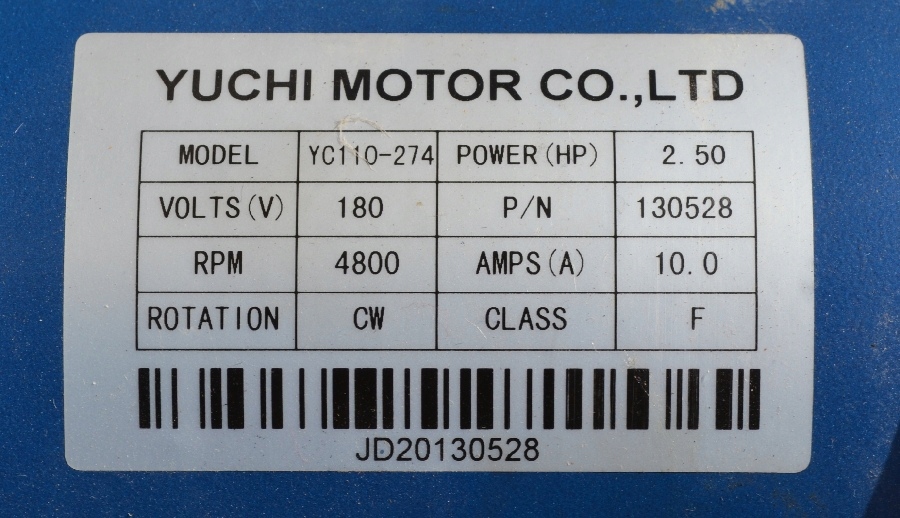 YUCHI MOTOR CO.,LTD
MODEL YC110-274 POWER(HP) 2.50
VOLTS(V) 180 P/N 130528
RPM 4800 AMPS(A) 10.0
ROTATION CW CLASS F
JD20130528